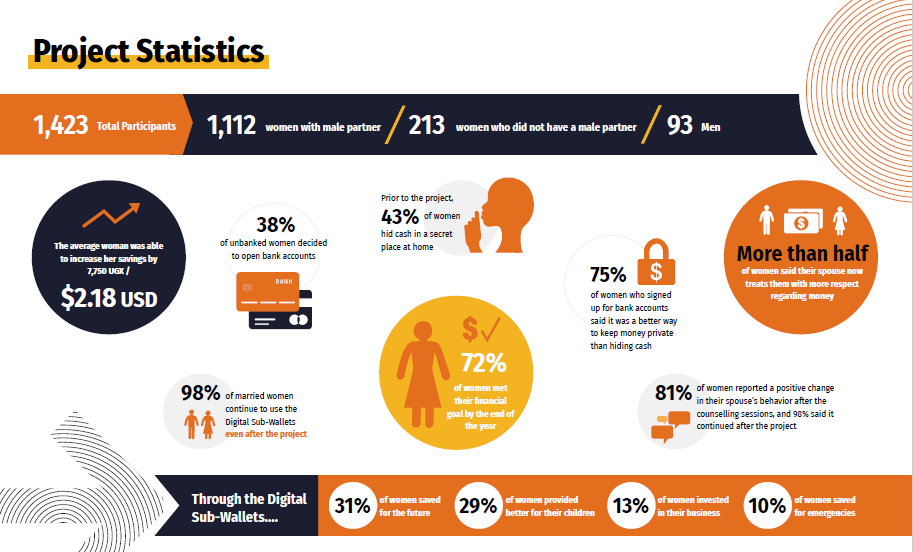 Project Statistics
1,423 Total Participants
1,112 women with male partner / 213 women who did not have a male partner / 93 Men
The average woman was able
to increase her savings by
7,750 UGX /
$2.18 USD
38%
of unbanked women decided
to open bank accounts
BANK
Prior to the project,
43% of women
hid cash in a secret
place at home
75%
of women who signed
up for bank accounts
said it was a better way
to keep money private
than hiding cash
$
$
More than half
of women said their spouse now
treats them with more respect
regarding money
98% of married women
continue to use the
Digital Sub-Wallets
even after the project
$
72%
of women met
their financial
goal by the end of
the year
81% of women reported a positive change
in their spouse's behavior after the
counselling sessions, and 98% said it
continued after the project
Through the Digital
Sub-Wallets....
31% of women saved
for the future
29% of women provided
better for their children
13% of women invested
in their business
10% of women saved
for emergencies